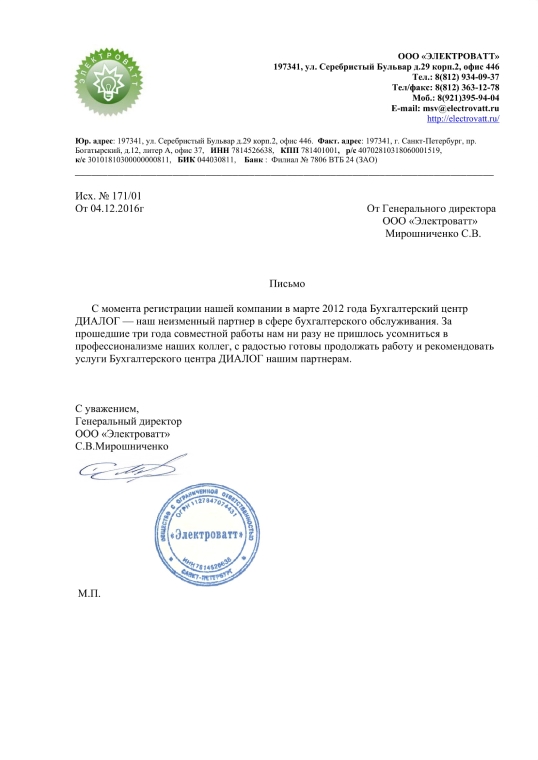 ЭЛЕКТРОВАТТ
ООО «ЭЛЕКТРОВАТТ»
197341, ул. Серебристый Бульвар д.29 корп.2, офис 446
Тел.: 8(812) 934-09-37
Тел/факс: 8(812) 363-12-78
Моб.: 8(921)395-94-04
E-mail: msv@electrovatt.ru
http://electrovatt.ru/
Юр. адрес: 197341, ул. Серебристый Бульвар д.29 корп.2, офис 446. Факт. адрес: 197341, г. Санкт-Петербург, пр.
Богатырский, д.12, литер А, офис 37, ИНН 7814526638, КПП 781401001, р/с 40702810318060001519,
к/с 30101810300000000811, БИК 044030811, Банк : Филиал № 7806 ВТБ 24 (ЗАО)
Исх. № 171/01
От 04.12.2016г
От Генерального директора
ООО «Электроватт»
Мирошниченко С.В.
Письмо
С момента регистрации нашей компании в марте 2012 года Бухгалтерский центр
ДИАЛОГ — наш неизменный партнер в сфере бухгалтерского обслуживания. За
прошедшие три года совместной работы нам ни разу не пришлось усомниться в
профессионализме наших коллег, с радостью готовы продолжать работу и рекомендовать
услуги Бухгалтерского центра ДИАЛОГ нашим партнерам.
С уважением,
Генеральный директор
ООО «Электроватт»
С.В.Мирошниченко
ОБЩЕСТВО С ОГРАНИЧЕННОЙ ОТВЕТСТВЕННОСТЬЮ
ОГРН 1127847074431
«Электроватт»
ИНН 7814526638
САНКТ-ПЕТЕРБУРГ
М.П.